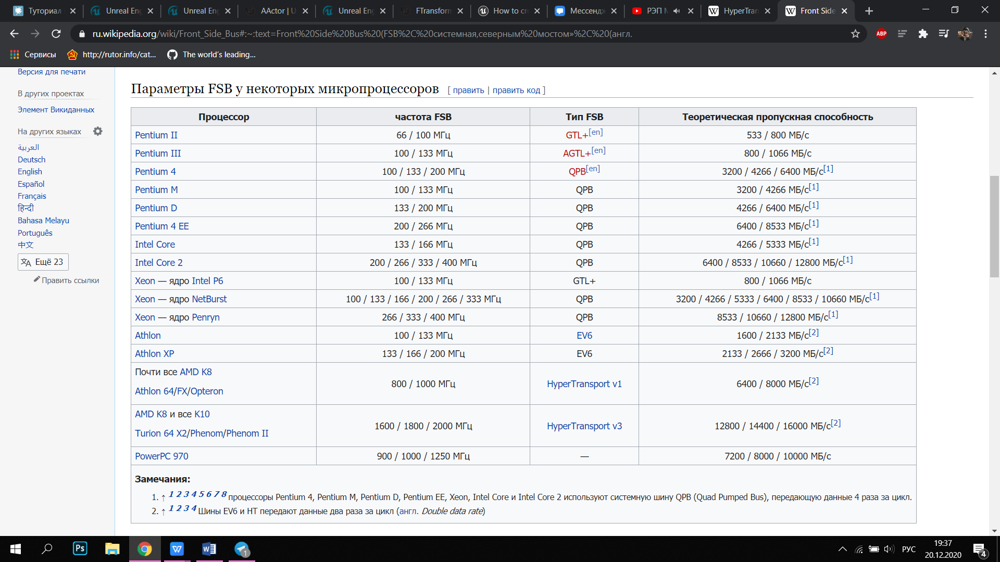 Туториал
Unreal Eng
Unreal Eng
AActor | U
Unreal Eng
FTransform
How to cre
Мессендж
РЭП М
HyperTran
Front Side
ru.wikipedia.org/wiki/Front_Side_Bus#:~:text=Front%20Side%20Bus%20(FSB%2C%20системная,северным%20мостом»%2C%20(англ.
ABP
Сервисы
http://rutor.info/cat...
The world's leading...
Версия для печати
В других проектах
Элемент Викиданных
На других языках
العربية
Deutsch
English
Español
Français
हिन्दी
Bahasa Melayu
Português
中文
Ещё 23
Править ссылки
Параметры FSB у некоторых микропроцессоров [ править | править код ]
Процессор частота FSB Тип FSB Теоретическая пропускная способность
Pentium II 66 / 100 МГц GTL+[en] 533 / 800 МБ/с
Pentium III 100 / 133 МГц AGTL+[en] 800 / 1066 МБ/с
Pentium 4 100 / 133 / 200 МГц QPB[en] 3200 / 4266 / 6400 МБ/с[1]
Pentium M 100 / 133 МГц QPB 3200 / 4266 МБ/с[1]
Pentium D 133 / 200 МГц QPB 4266 / 6400 МБ/с[1]
Pentium 4 EE 200 / 266 МГц QPB 6400 / 8533 МБ/с[1]
Intel Core 133 / 166 МГц QPB 4266 / 5333 МБ/с[1]
Intel Core 2 200 / 266 / 333 / 400 МГц QPB 6400 / 8533 / 10660 / 12800 МБ/с[1]
Xeon — ядро Intel P6 100 / 133 МГц GTL+ 800 / 1066 МБ/с
Xeon — ядро NetBurst 100 / 133 / 166 / 200 / 266 / 333 МГц QPB 3200 / 4266 / 5333 / 6400 / 8533 / 10660 МБ/с[1]
Xeon — ядро Penryn 266 / 333 / 400 МГц QPB 8533 / 10660 / 12800 МБ/с[1]
Athlon 100 / 133 МГц EV6 1600 / 2133 МБ/с[2]
Athlon XP 133 / 166 / 200 МГц EV6 2133 / 2666 / 3200 МБ/с[2]
Почти все AMD K8
Athlon 64/FX/Opteron
800 / 1000 МГц HyperTransport v1 6400 / 8000 МБ/с[2]
AMD K8 и все K10
Turion 64 X2/Phenom/Phenom II
1600 / 1800 / 2000 МГц HyperTransport v3 12800 / 14400 / 16000 МБ/с[2]
PowerPC 970 900 / 1000 / 1250 МГц — 7200 / 8000 / 10000 МБ/с
Замечания:
1. ↑ 1 2 3 4 5 6 7 8 процессоры Pentium 4, Pentium M, Pentium D, Pentium EE, Xeon, Intel Core и Intel Core 2 используют системную шину QPB (Quad Pumped Bus), передающую данные 4 раза за цикл.
2. ↑ 1 2 3 4 Шины EV6 и HT передают данные два раза за цикл (англ. Double data rate)
Ps
1
РУС
19:37
20.12.2020
4